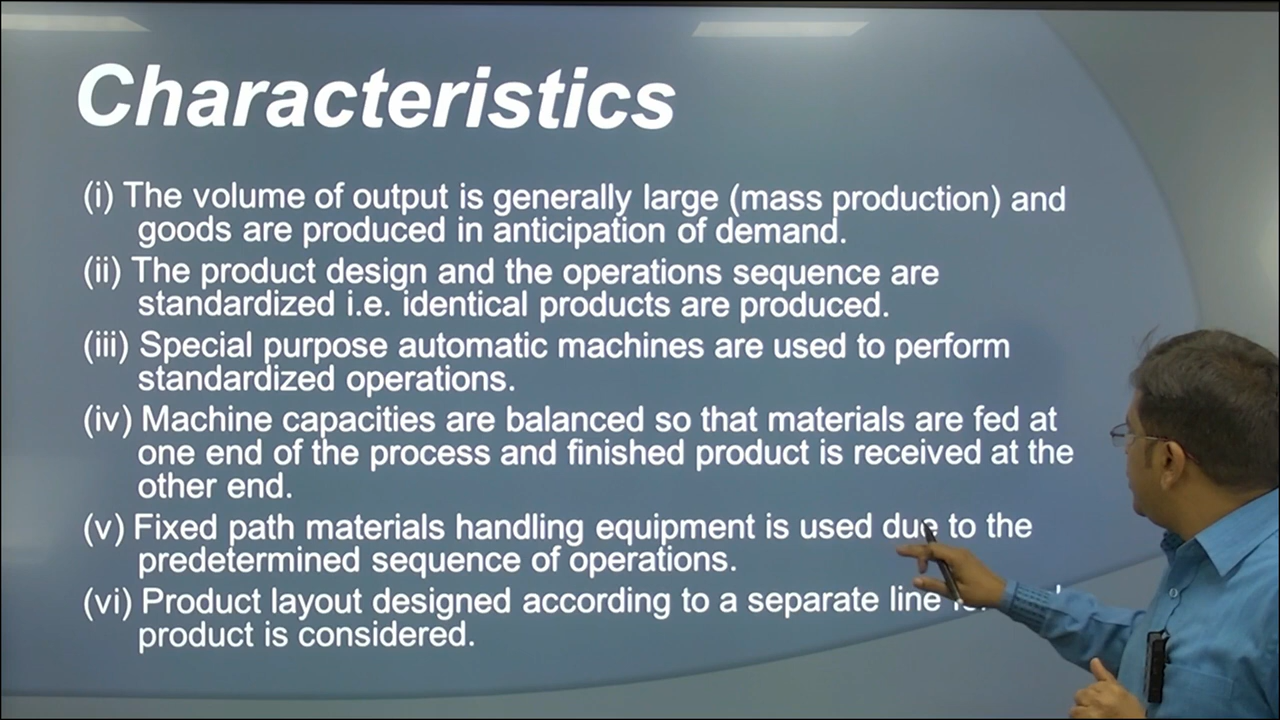 Characteristics
(i) The volume of output is generally large (mass production) and
goods are produced in anticipation of demand.
(ii) The product design and the operations sequence are
standardized i.e. identical products are produced.
(iii) Special purpose automatic machines are used to perform
standardized operations.
(iv) Machine capacities are balanced so that materials are fed at
one end of the process and finished product is received at the
other end.
(v) Fixed path materials handling equipment is used due to the
predetermined sequence of operations.
(vi) Product layout designed according to a separate line
product is considered.